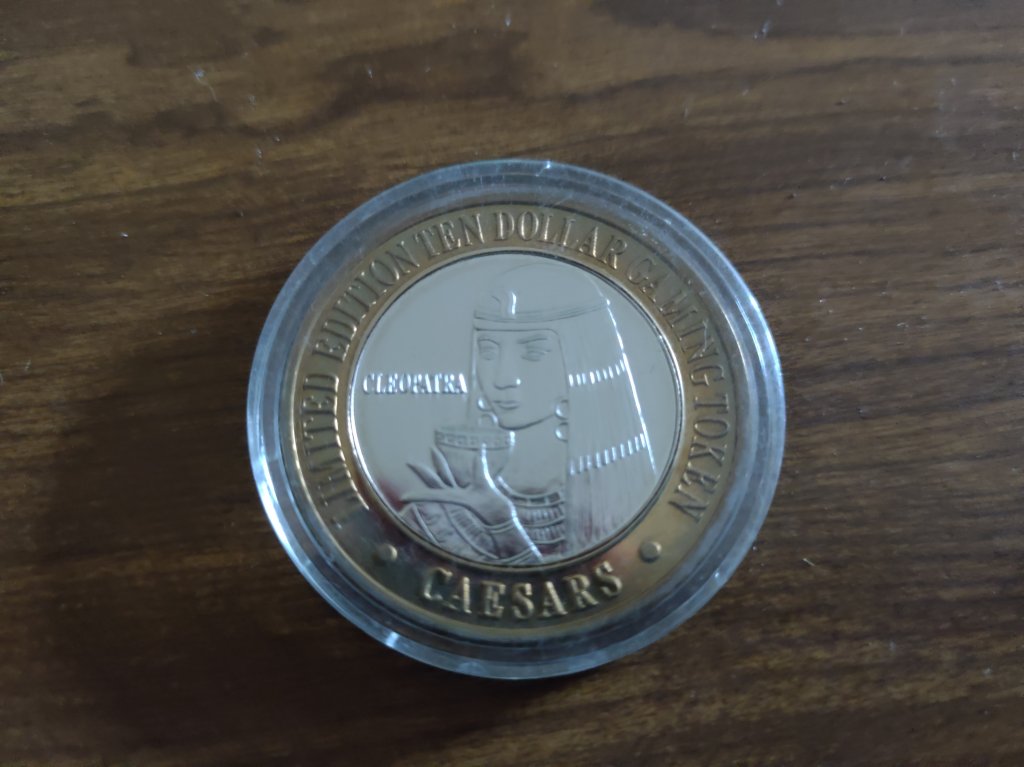 LIMITED EDITION TEN DOLLAR GAMING TOKEN
CLEOPATRA
CAESARS